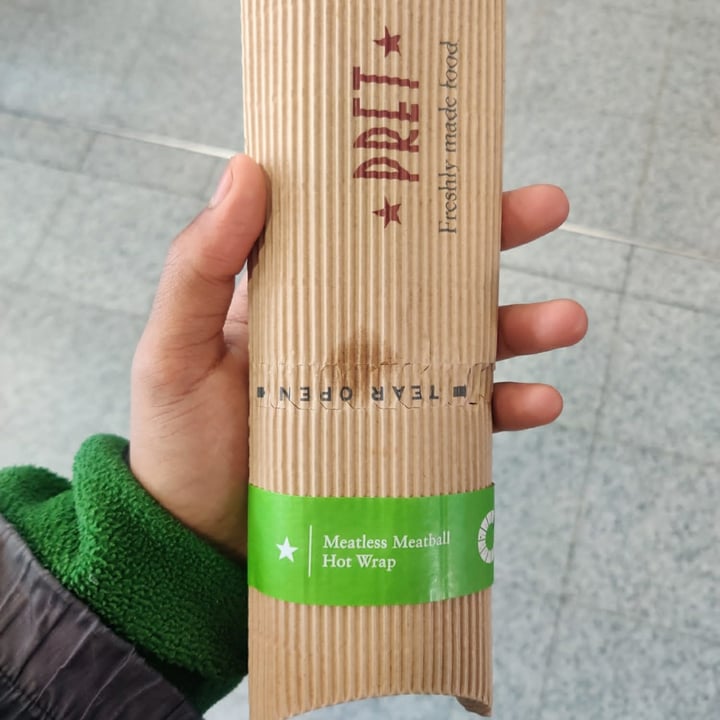 ★ PRET ★
Freshly made food
TEAR OPEN
★ Meatless Meatball
Hot Wrap